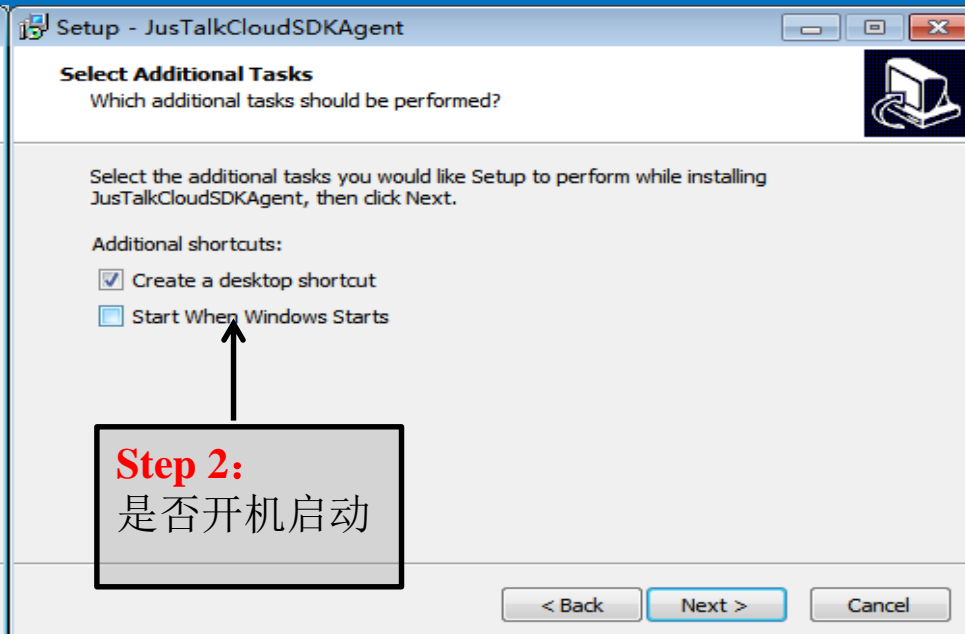 Setup - JusTalkCloudSDKAgent
Select Additional Tasks
Which additional tasks should be performed?
Select the additional tasks you would like Setup to perform while installing
JusTalkCloudSDKAgent, then click Next.
Additional shortcuts:
Create a desktop shortcut
Start When Windows Starts
Step 2：
是否开机启动
< Back
Next >
Cancel